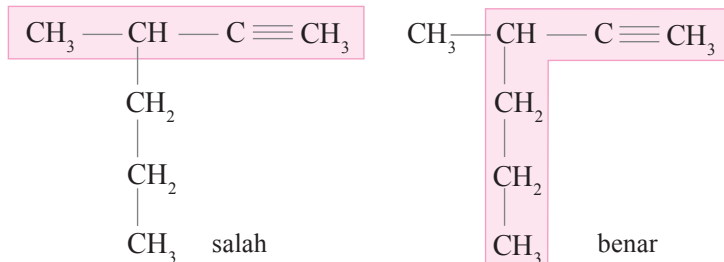 CH₃ — CH — C ≡ CH₃
CH₂
CH₂
CH₃ salah
CH₃ — CH — C ≡ CH₃
CH₂
CH₂
CH₃ benar